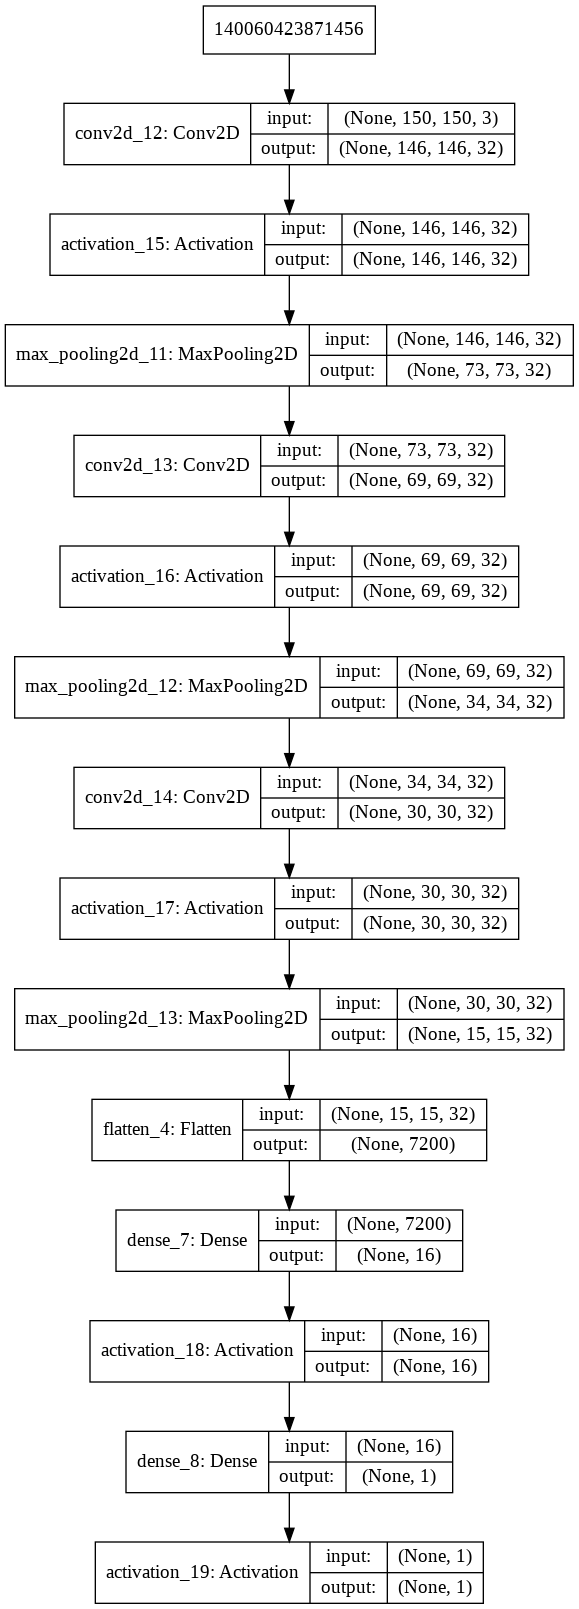 140060423871456
conv2d_12: Conv2D
input:
(None, 150, 150, 3)
output:
(None, 146, 146, 32)
activation_15: Activation
input:
(None, 146, 146, 32)
output:
(None, 146, 146, 32)
max_pooling2d_11: MaxPooling2D
input:
(None, 146, 146, 32)
output:
(None, 73, 73, 32)
conv2d_13: Conv2D
input:
(None, 73, 73, 32)
output:
(None, 69, 69, 32)
activation_16: Activation
input:
(None, 69, 69, 32)
output:
(None, 69, 69, 32)
max_pooling2d_12: MaxPooling2D
input:
(None, 69, 69, 32)
output:
(None, 34, 34, 32)
conv2d_14: Conv2D
input:
(None, 34, 34, 32)
output:
(None, 30, 30, 32)
activation_17: Activation
input:
(None, 30, 30, 32)
output:
(None, 30, 30, 32)
max_pooling2d_13: MaxPooling2D
input:
(None, 30, 30, 32)
output:
(None, 15, 15, 32)
flatten_4: Flatten
input:
(None, 15, 15, 32)
output:
(None, 7200)
dense_7: Dense
input:
(None, 7200)
output:
(None, 16)
activation_18: Activation
input:
(None, 16)
output:
(None, 16)
dense_8: Dense
input:
(None, 16)
output:
(None, 1)
activation_19: Activation
input:
(None, 1)
output:
(None, 1)